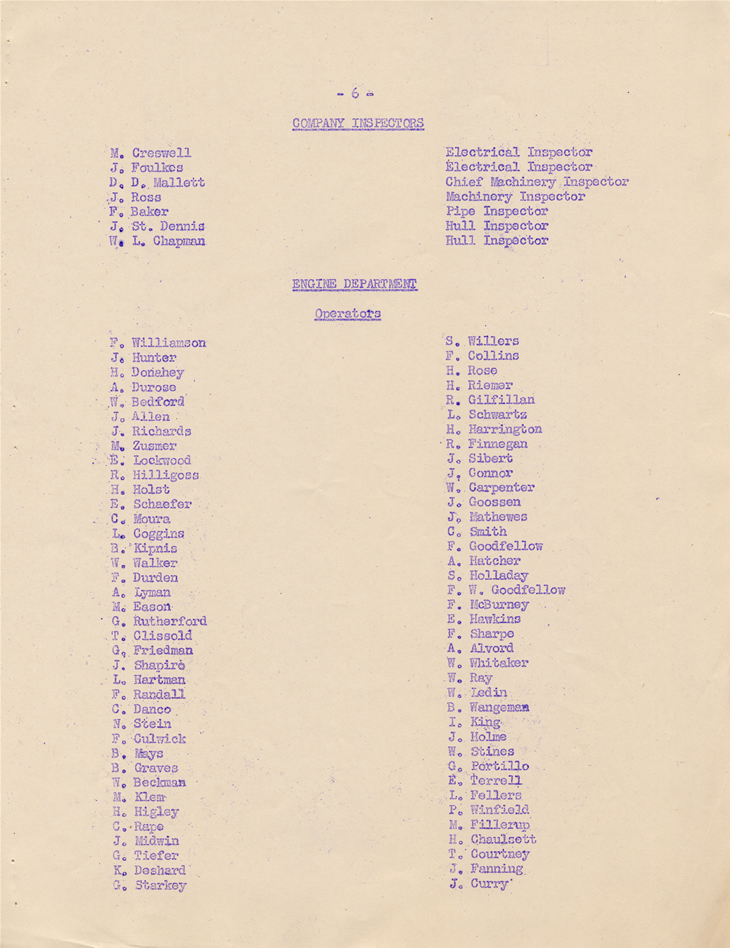 - 6 -
COMPANY INSPECTORS
M. Creswell Electrical Inspector
J. Foulkes Electrical Inspector
D. D. Mallett Chief Machinery Inspector
J. Ross Machinery Inspector
F. Baker Pipe Inspector
J. St. Dennis Hull Inspector
W. L. Chapman Hull Inspector
ENGINE DEPARTMENT
Operators
F. Williamson
J. Hunter
H. Donahey
A. Durose
W. Bedford
J. Allen
J. Richards
M. Zusmer
E. Lockwood
R. Hilligoss
H. Holst
E. Schaefer
C. Moura
L. Coggins
B. Kipnis
W. Walker
F. Durden
A. Lyman
M. Eason
G. Rutherford
T. Clissold
G. Friedman
J. Shapiro
L. Hartman
F. Randall
C. Danco
N. Stein
F. Culwick
B. Mays
B. Graves
W. Beckman
M. Klem
H. Higley
C. Rape
J. Midwin
G. Tiefer
K. Deshard
G. Starkey
S. Willers
F. Collins
H. Rose
H. Riemer
R. Gilfillan
L. Schwartz
H. Harrington
R. Finnegan
J. Sibert
J. Connor
W. Carpenter
J. Goossen
J. Mathewes
C. Smith
F. Goodfellow
A. Hatcher
S. Holladay
F. W. Goodfellow
F. McBurney
E. Hawkins
F. Sharpe
A. Alvord
W. Whitaker
W. Ray
W. Ledin
B. Wangeman
I. King
J. Holme
W. Stines
G. Portillo
E. Terrell
L. Fellers
P. Winfield
M. Fillerup
H. Chaulsett
T. Courtney
J. Fanning
J. Curry